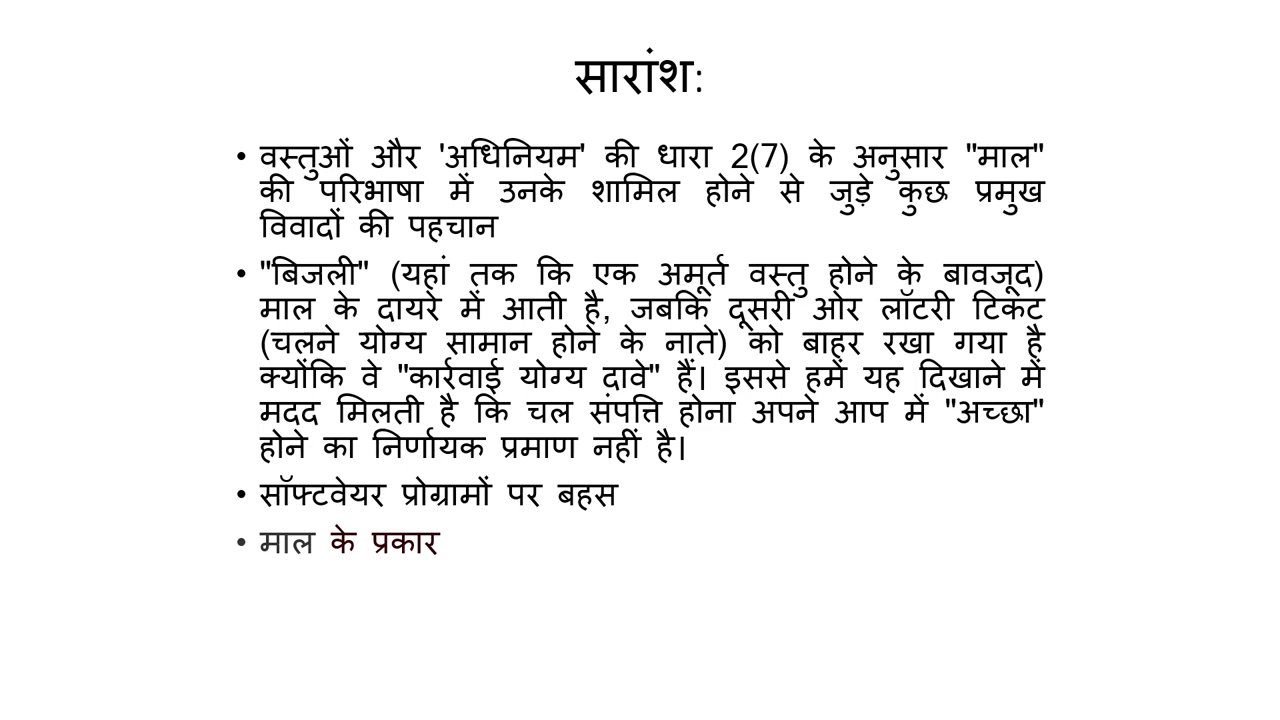 सारांश:
• वस्तुओं और 'अधिनियम' की धारा 2(7) के अनुसार "माल"
की परिभाषा में उनके शामिल होने से जुड़े कुछ प्रमुख
विवादों की पहचान
• "बिजली" (यहां तक कि एक अमूर्त वस्तु होने के बावजूद)
माल के दायरे में आती है, जबकि दूसरी ओर लॉटरी टिकट
(चलने योग्य सामान होने के नाते) को बाहर रखा गया है
क्योंकि वे "कार्रवाई योग्य दावे" हैं। इससे हमें यह दिखाने में
मदद मिलती है कि चल संपत्ति होना अपने आप में "अच्छा"
होने का निर्णायक प्रमाण नहीं है।
• सॉफ्टवेयर प्रोग्रामों पर बहस
• माल के प्रकार